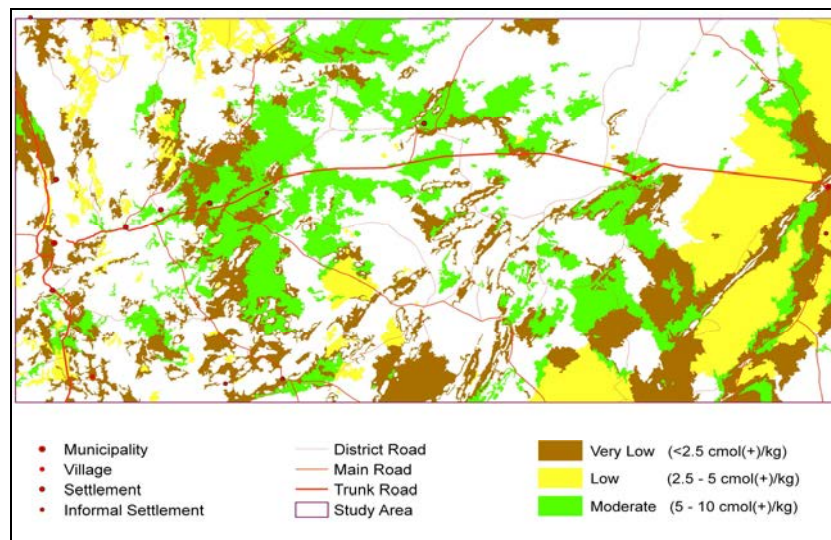 Municipality
Village
Settlement
Informal Settlement
District Road
Main Road
Trunk Road
Study Area
Very Low (<2.5 cmol(+)/kg)
Low (2.5 - 5 cmol(+)/kg)
Moderate (5 - 10 cmol(+)/kg)